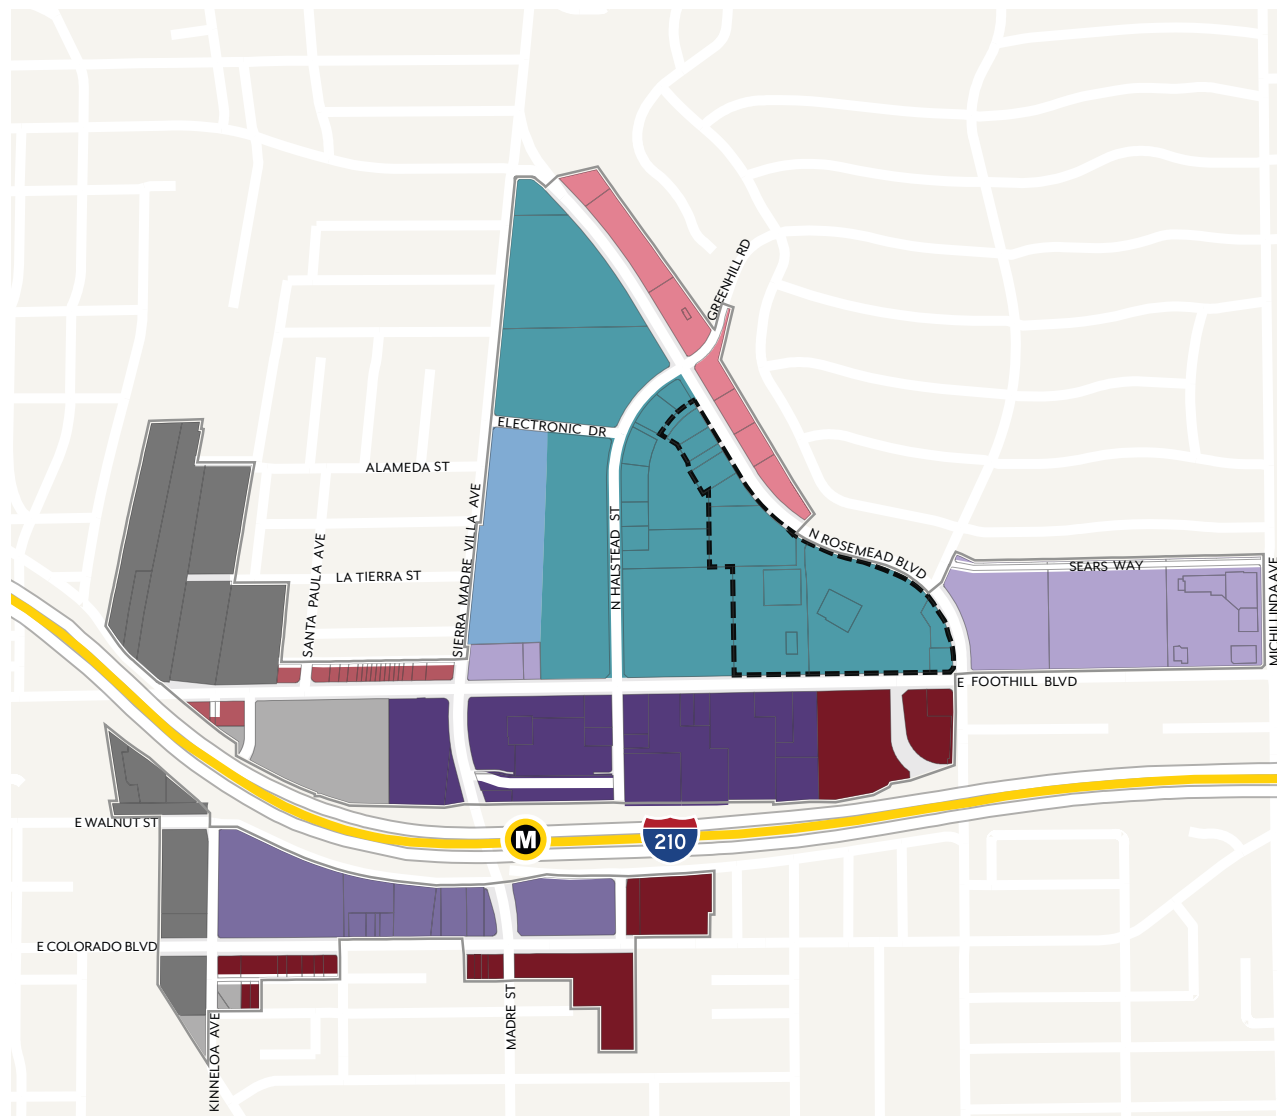 GREENHILL RD
ELECTRONIC DR
ALAMEDA ST
SIERRA MADRE VILLA AVE
N HALSTEAD ST
SANTA PAULA AVE
LA TIERRA ST
N ROSEMEAD BLVD
SEARS WAY
MICHILLINDA AVE
E FOOTHILL BLVD
E WALNUT ST
M
210
E COLORADO BLVD
MADRE ST
KINNELOA AVE